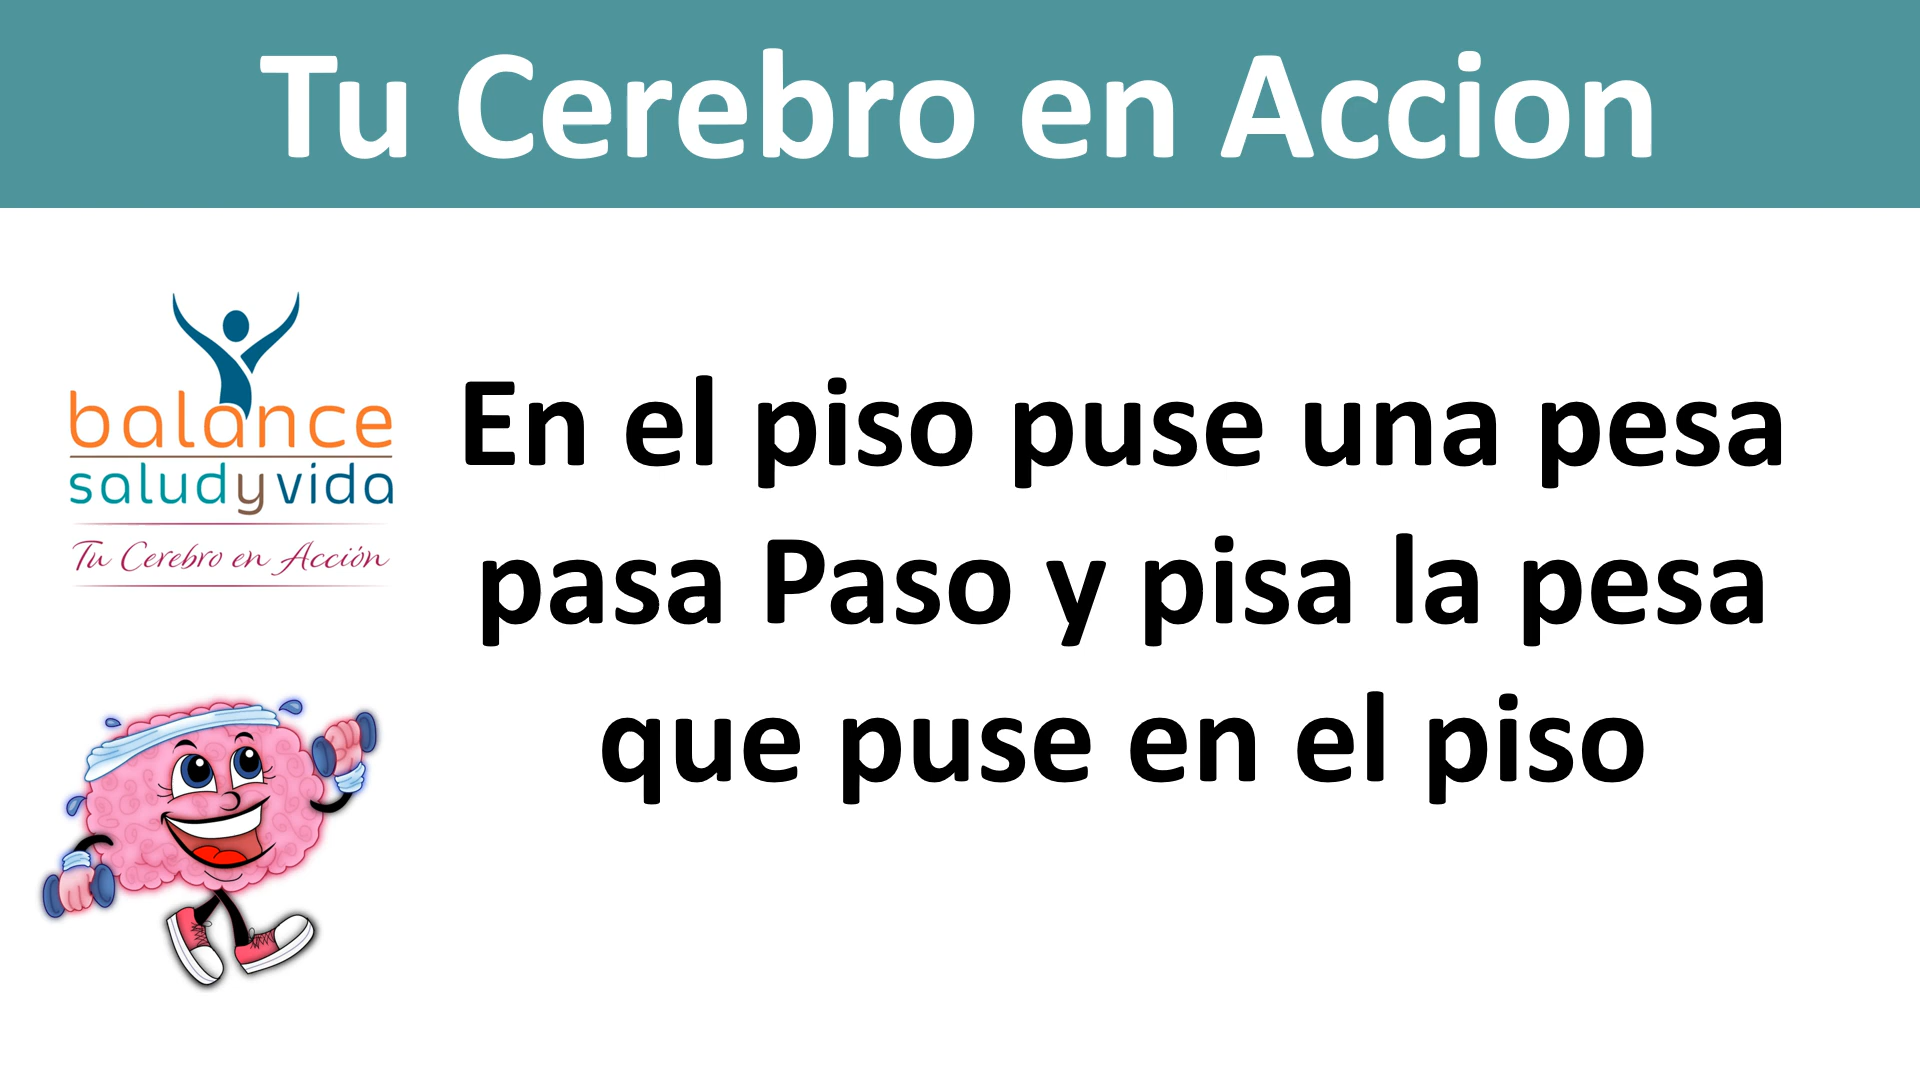 Tu Cerebro en Accion
balance
saludyvida
Tu Cerebro en Acción
En el piso puse una pesa
pasa Paso y pisa la pesa
que puse en el piso